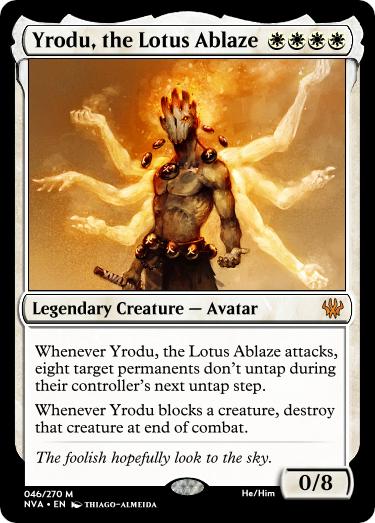 Yrodu, the Lotus Ablaze
Legendary Creature — Avatar
Whenever Yrodu, the Lotus Ablaze attacks,
eight target permanents don't untap during
their controller's next untap step.
Whenever Yrodu blocks a creature, destroy
that creature at end of combat.
The foolish hopefully look to the sky.
0/8
046/270 M
He/Him
NVA • EN THIAGO-ALMEIDA